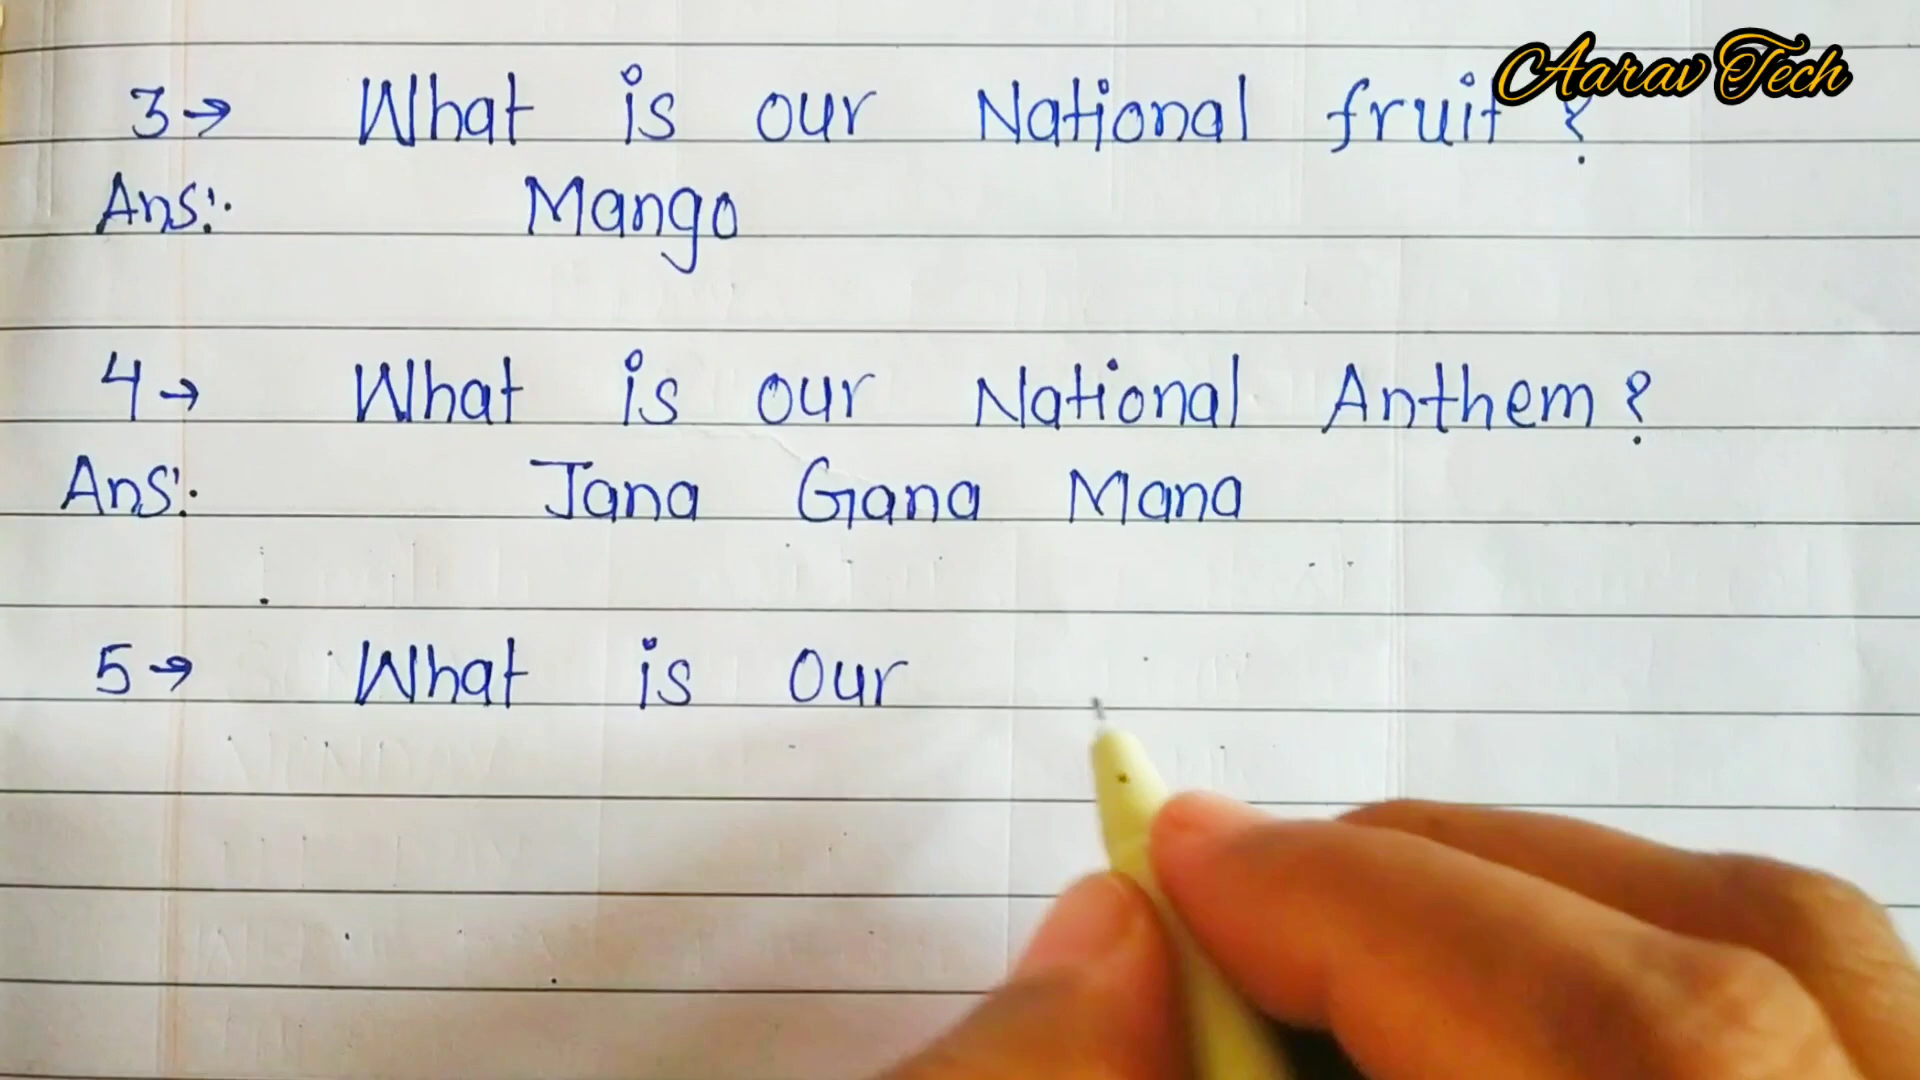 Aarav Tech
3→ What is our National fruit ?
Ans:. Mango
4→ What is our National Anthem?
Ans:. Jana Gana Mana
5→ What is our